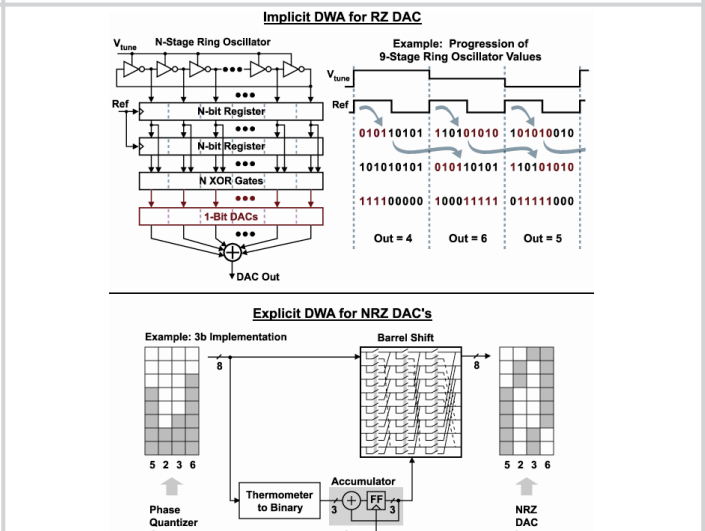 Implicit DWA for RZ DAC
Vtune
N-Stage Ring Oscillator
Ref
N-bit Register
N-bit Register
N XOR Gates
1-Bit DACs
DAC Out
Example: Progression of
9-Stage Ring Oscillator Values
Vtune
Ref
010110101 110101010 101010010
101010101 010110101 110101010
111100000 100011111 011111000
Out = 4 Out = 6 Out = 5
Explicit DWA for NRZ DAC's
Example: 3b Implementation
Barrel Shift
8
8
5 2 3 6
5 2 3 6
Accumulator
Thermometer
to Binary
3
FF
3
Phase
Quantizer
NRZ
DAC